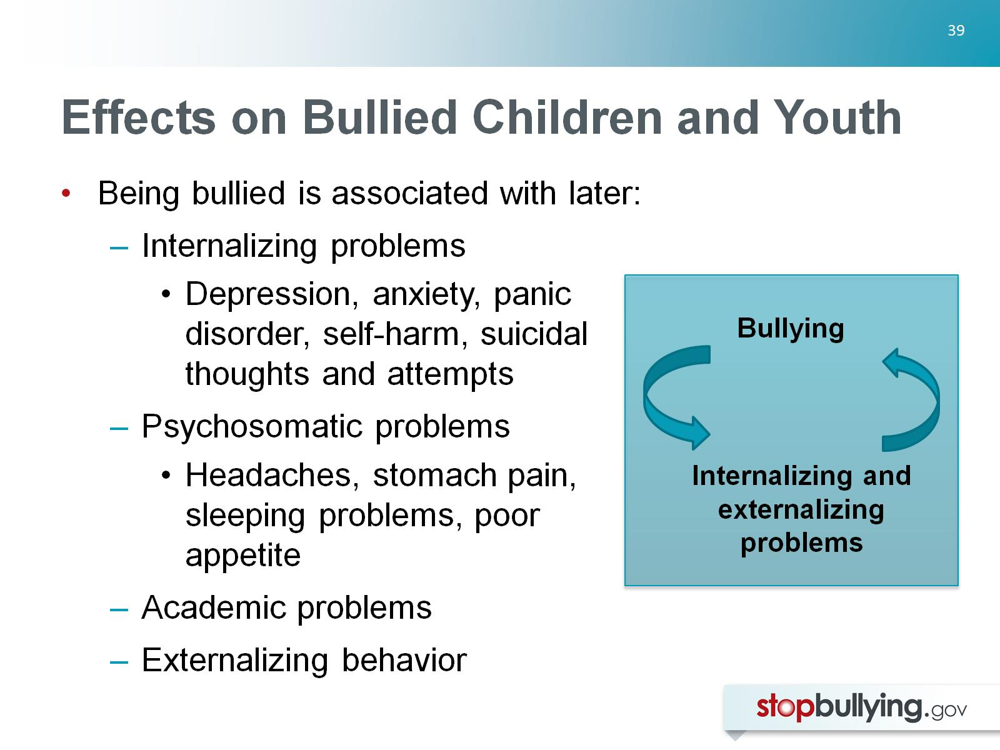 39
Effects on Bullied Children and Youth
• Being bullied is associated with later:
– Internalizing problems
• Depression, anxiety, panic
disorder, self-harm, suicidal
thoughts and attempts
– Psychosomatic problems
• Headaches, stomach pain,
sleeping problems, poor
appetite
– Academic problems
– Externalizing behavior
Bullying
Internalizing and
externalizing
problems
stopbullying.gov